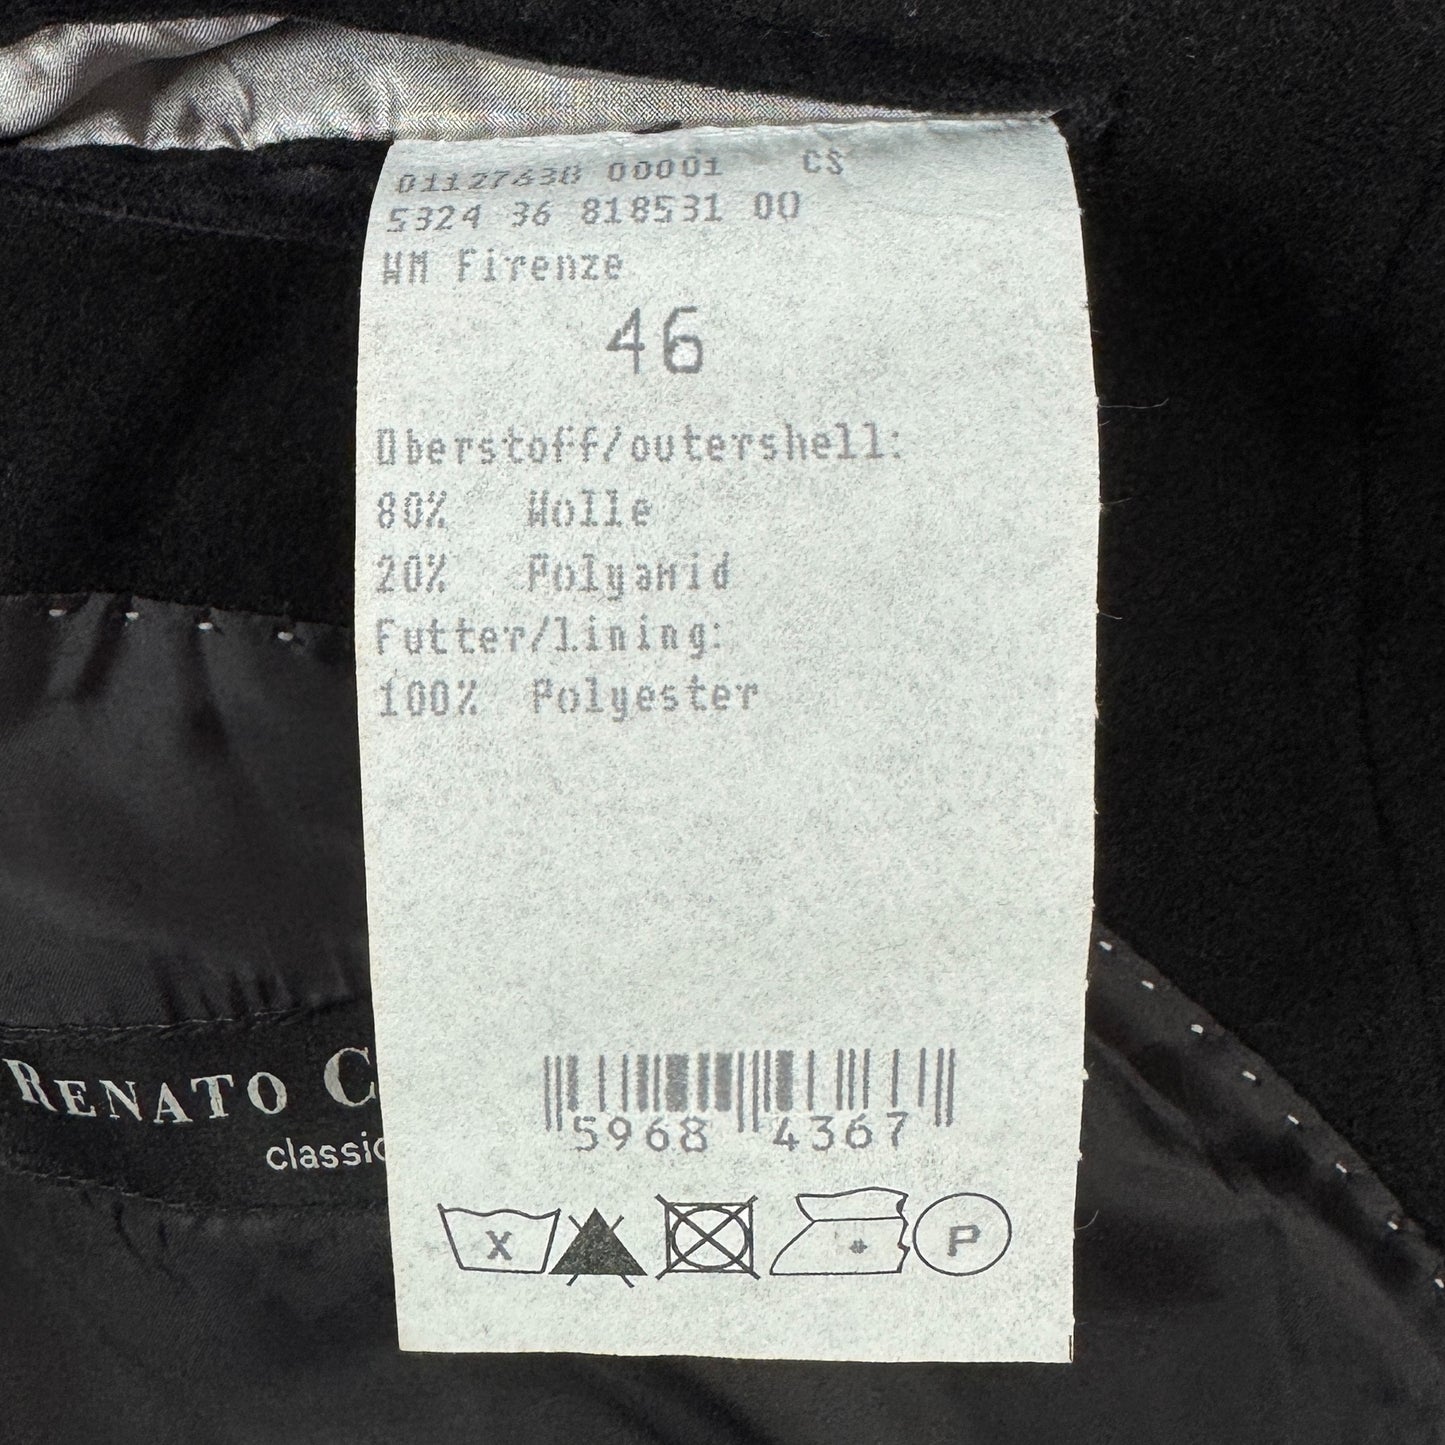 01127630 00001 CS
5324 36 818531 00
WM Firenze
46
Oberstoff/outershell:
80% Wolle
20% Polyamid
Futter/lining:
100% Polyester
RENATO C
classic
5968 4367
X
P